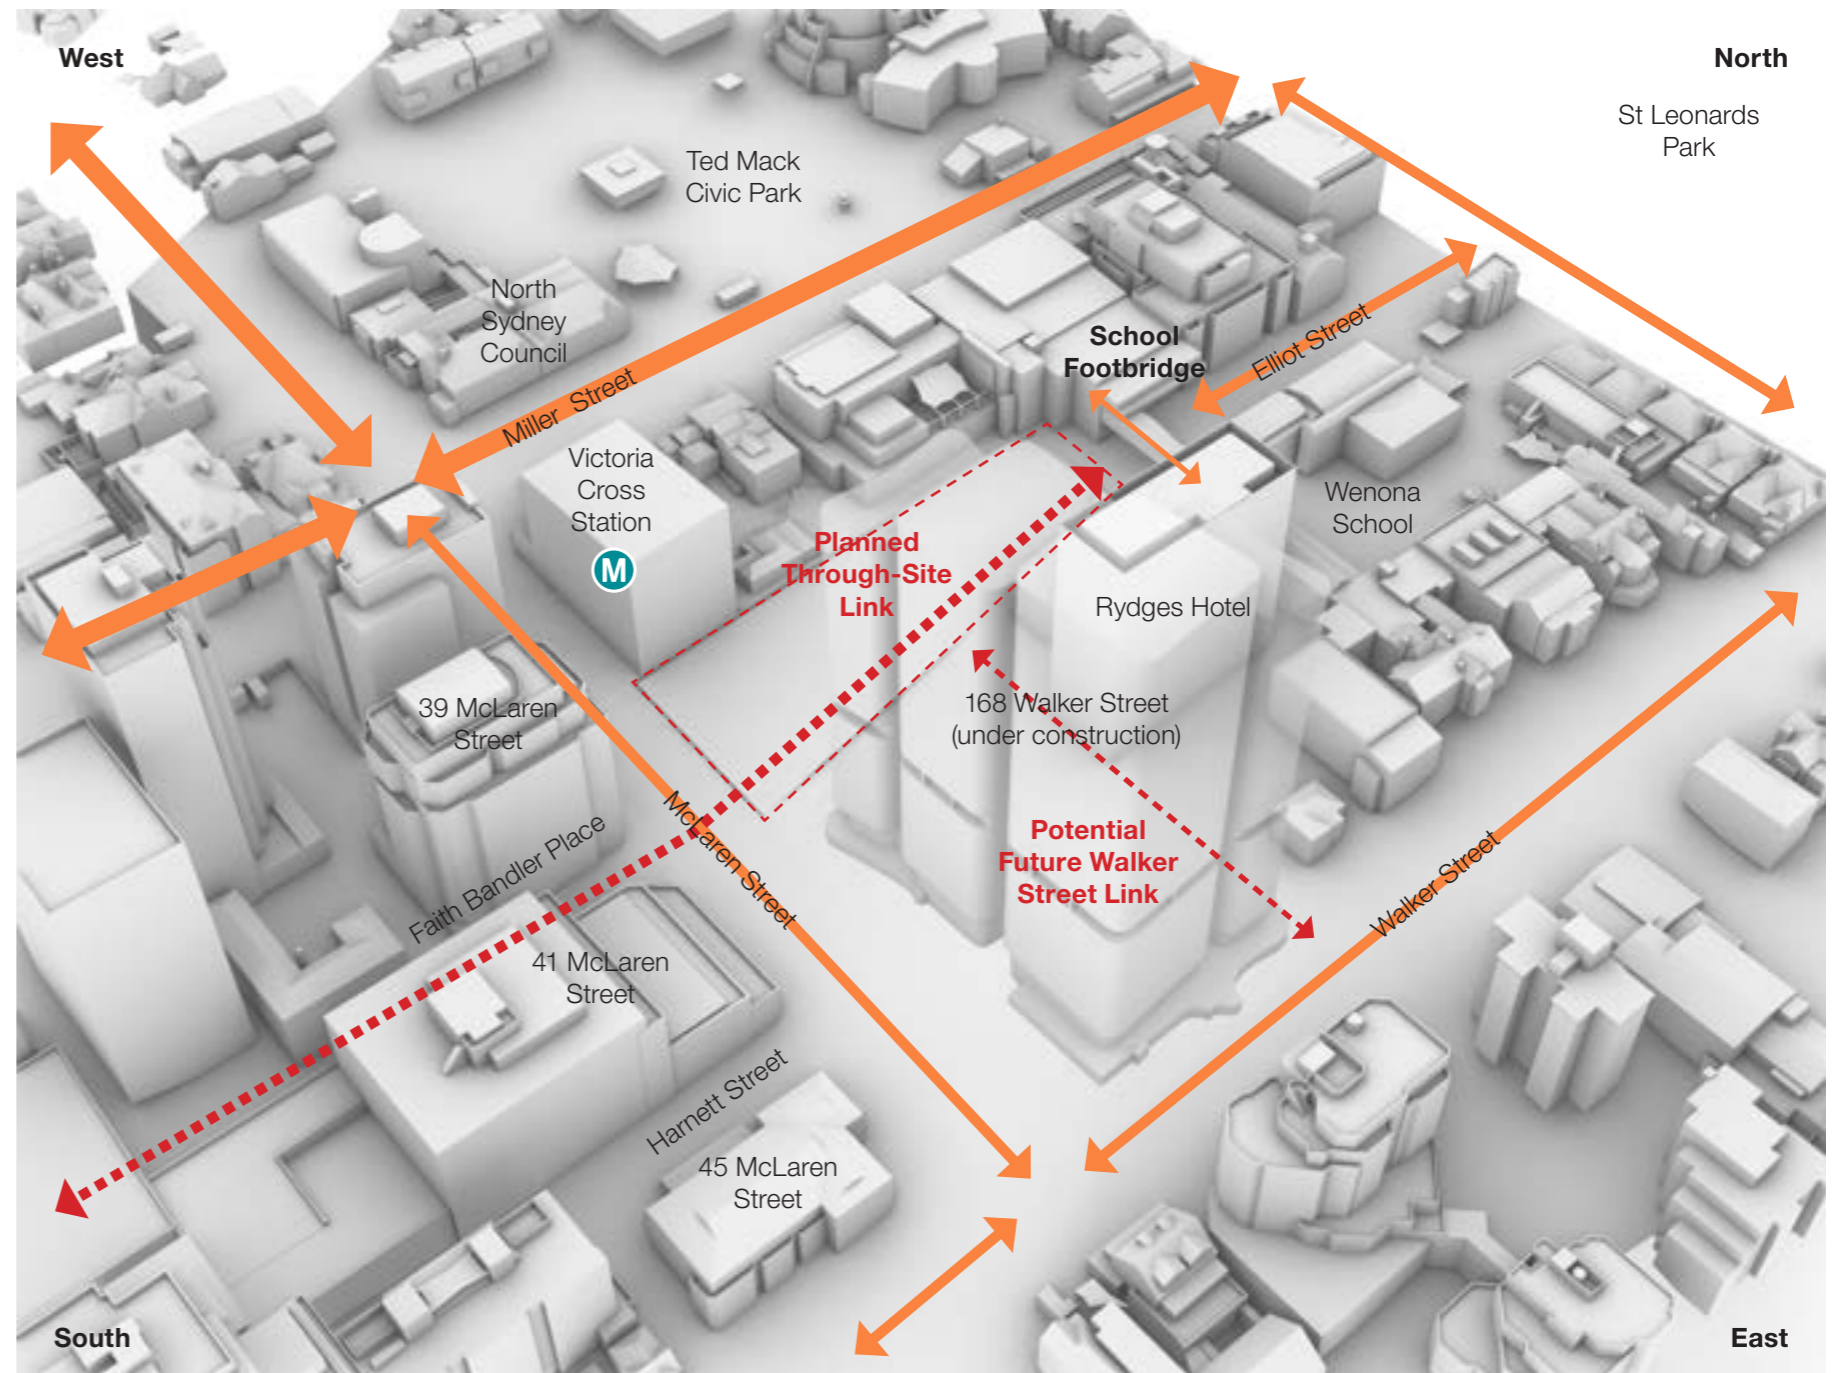 West
North
St Leonards
Park
Ted Mack
Civic Park
North
Sydney
Council
School
Footbridge
Elliot Street
Miller Street
Victoria
Cross
Station
M
Wenona
School
Planned
Through-Site
Link
Rydges Hotel
39 McLaren
Street
168 Walker Street
(under construction)
McLaren Street
Potential
Future Walker
Street Link
Walker Street
Faith Bandler Place
41 McLaren
Street
Harnett Street
45 McLaren
Street
South
East